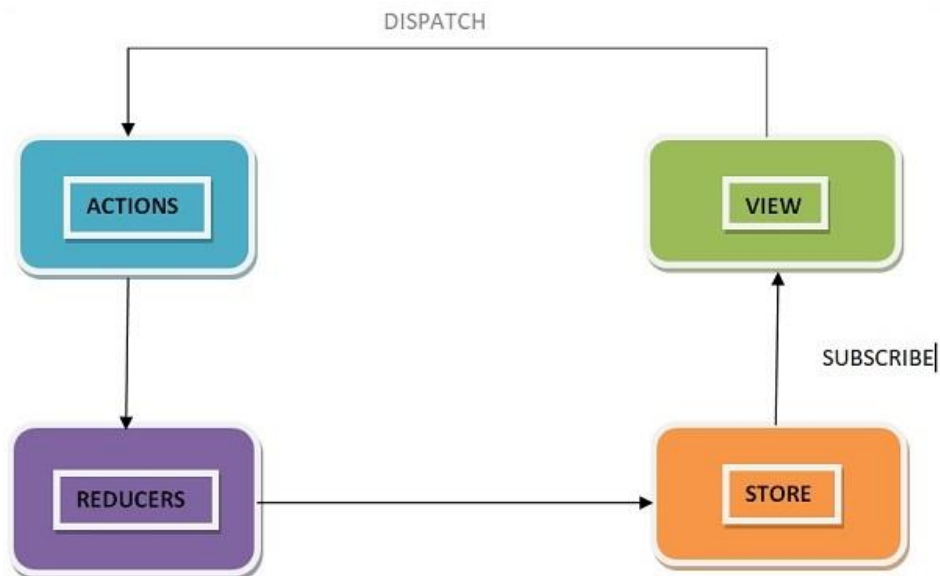 DISPATCH
ACTIONS
VIEW
SUBSCRIBE
REDUCERS
STORE